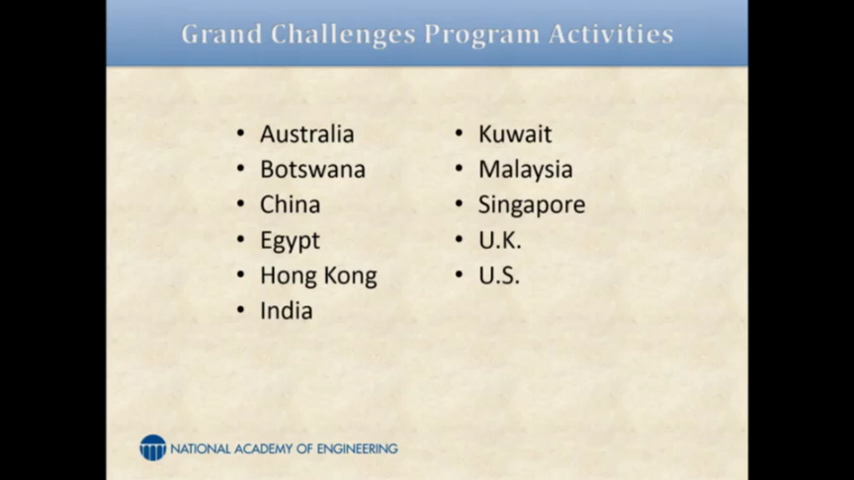 Grand Challenges Program Activities
• Australia
• Botswana
• China
• Egypt
• Hong Kong
• India
• Kuwait
• Malaysia
• Singapore
• U.K.
• U.S.
NATIONAL ACADEMY OF ENGINEERING